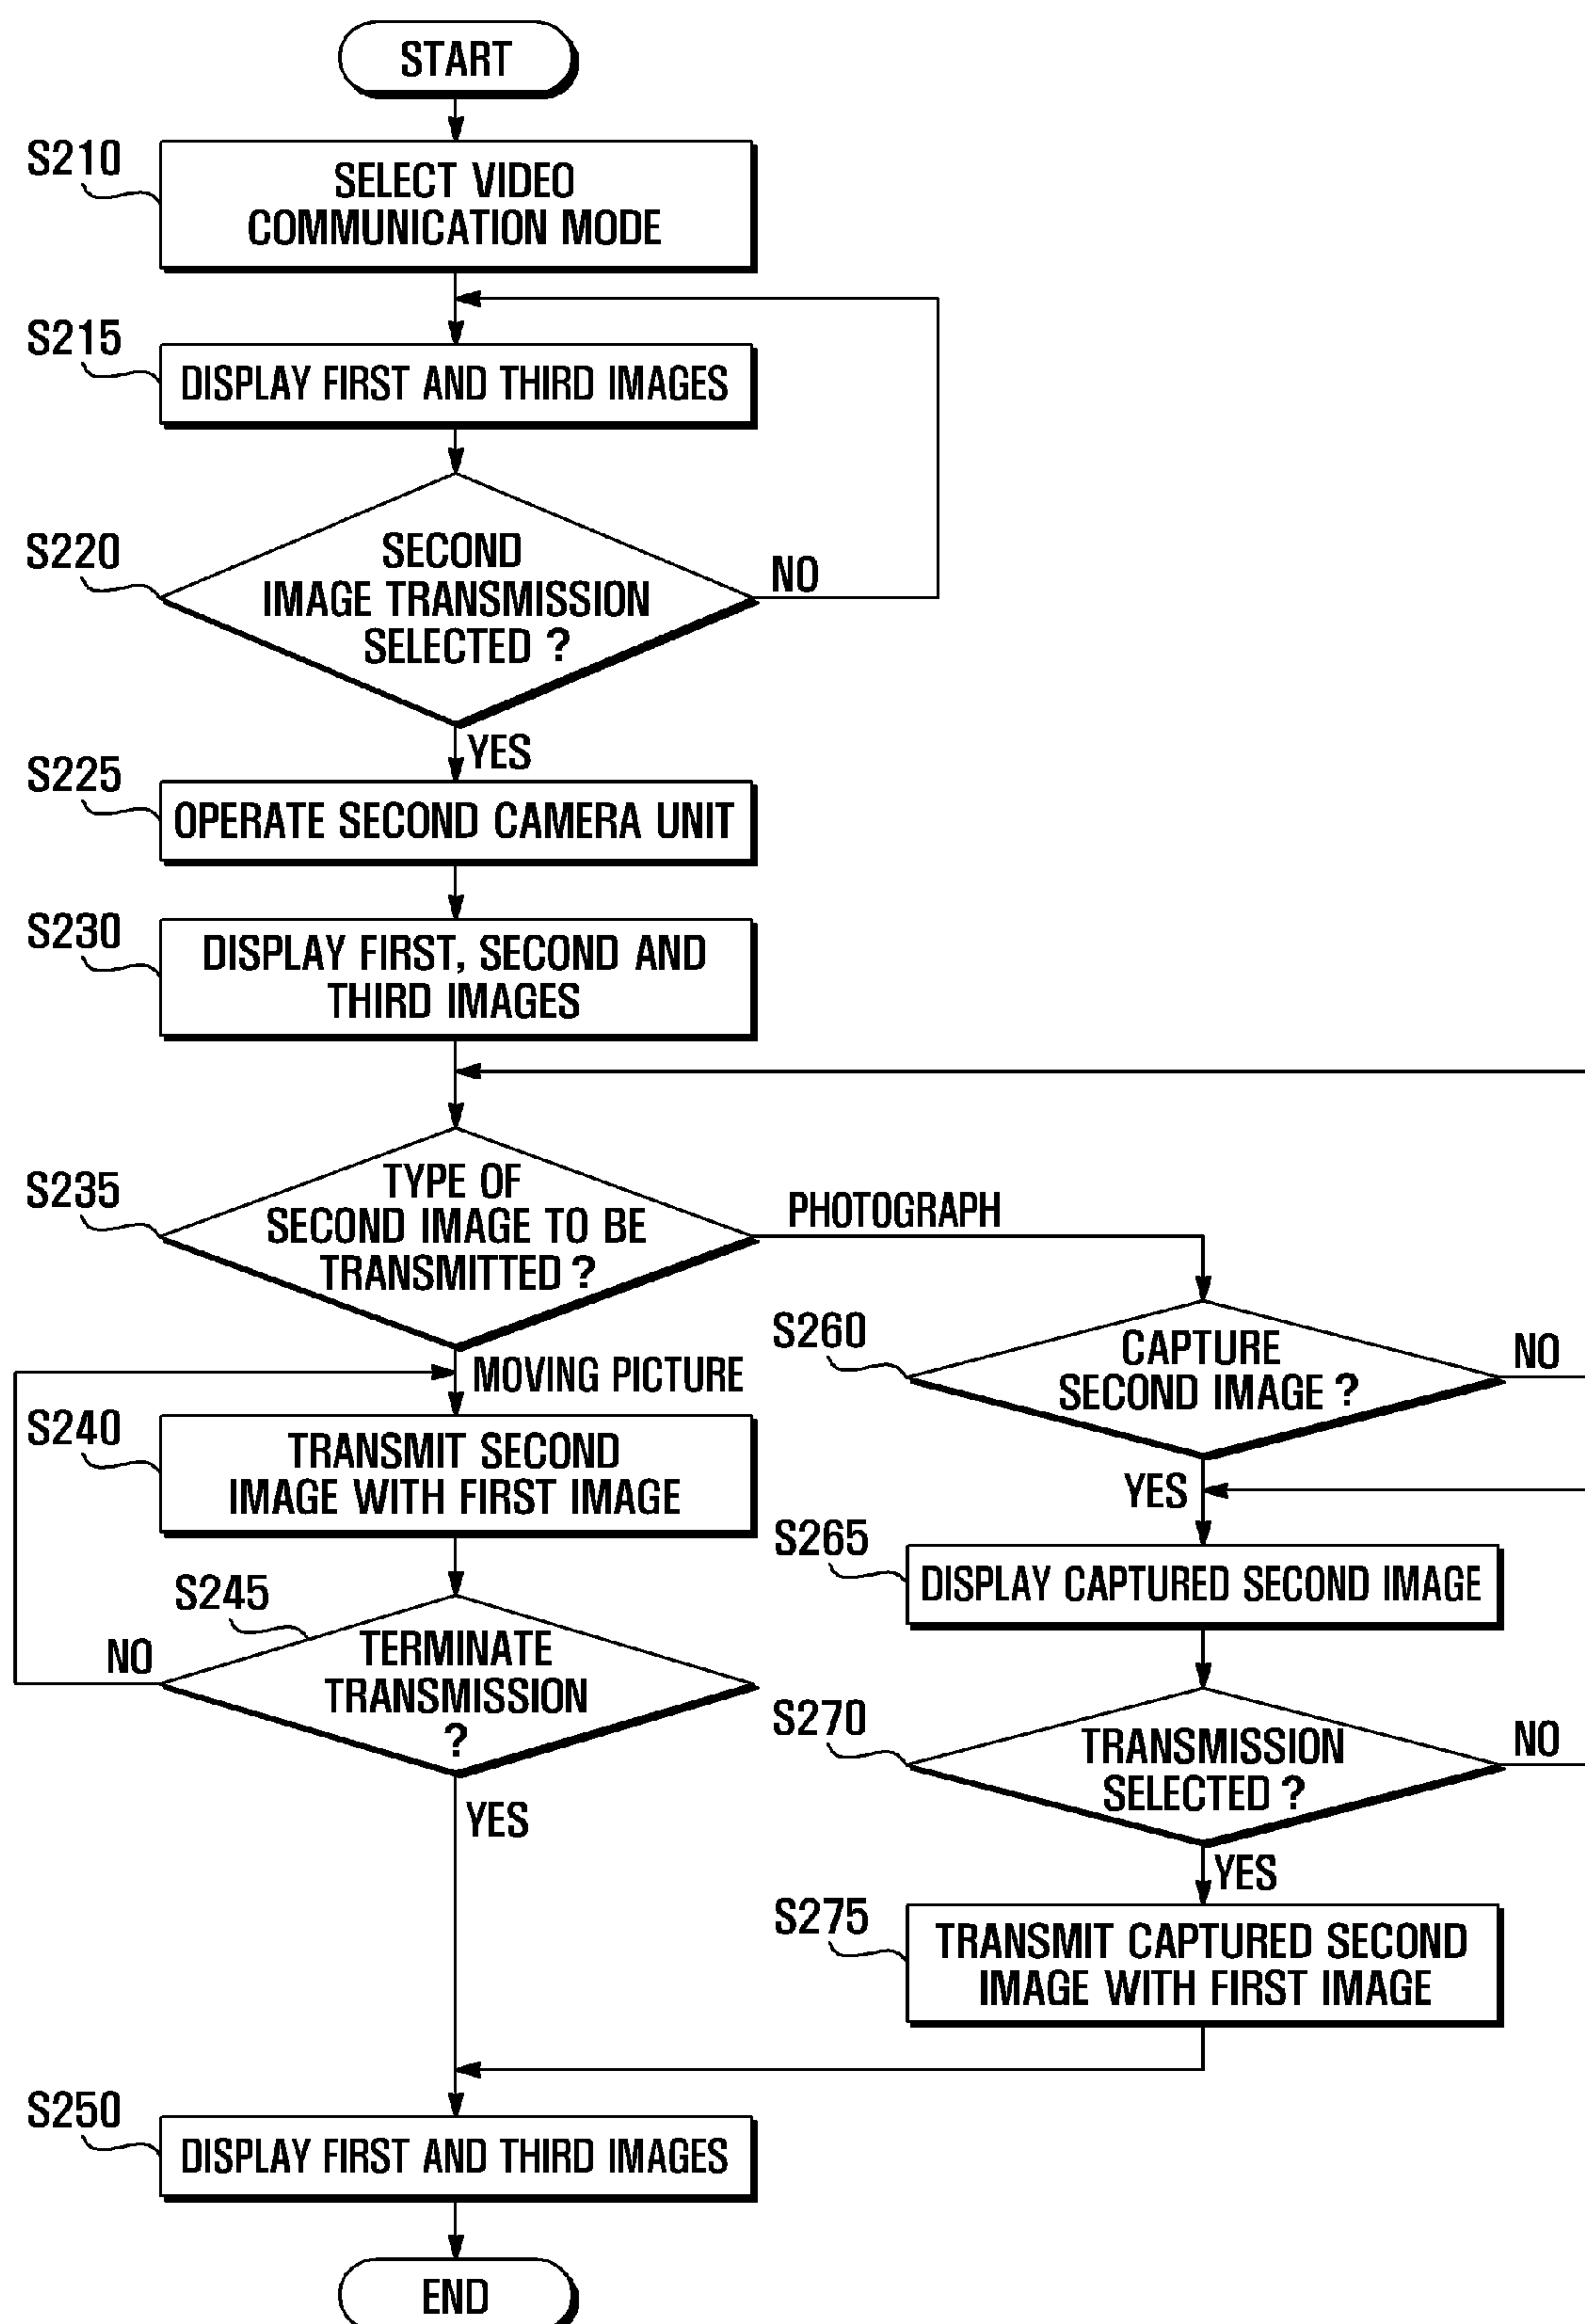 START
S210
SELECT VIDEO
COMMUNICATION MODE
S215
DISPLAY FIRST AND THIRD IMAGES
S220
SECOND
IMAGE TRANSMISSION
SELECTED ?
NO
YES
S225
OPERATE SECOND CAMERA UNIT
S230
DISPLAY FIRST, SECOND AND
THIRD IMAGES
S235
TYPE OF
SECOND IMAGE TO BE
TRANSMITTED ?
PHOTOGRAPH
MOVING PICTURE
S240
TRANSMIT SECOND
IMAGE WITH FIRST IMAGE
S245
TERMINATE
TRANSMISSION
?
NO
YES
S260
CAPTURE
SECOND IMAGE ?
NO
YES
S265
DISPLAY CAPTURED SECOND IMAGE
S270
TRANSMISSION
SELECTED ?
NO
YES
S275
TRANSMIT CAPTURED SECOND
IMAGE WITH FIRST IMAGE
S250
DISPLAY FIRST AND THIRD IMAGES
END